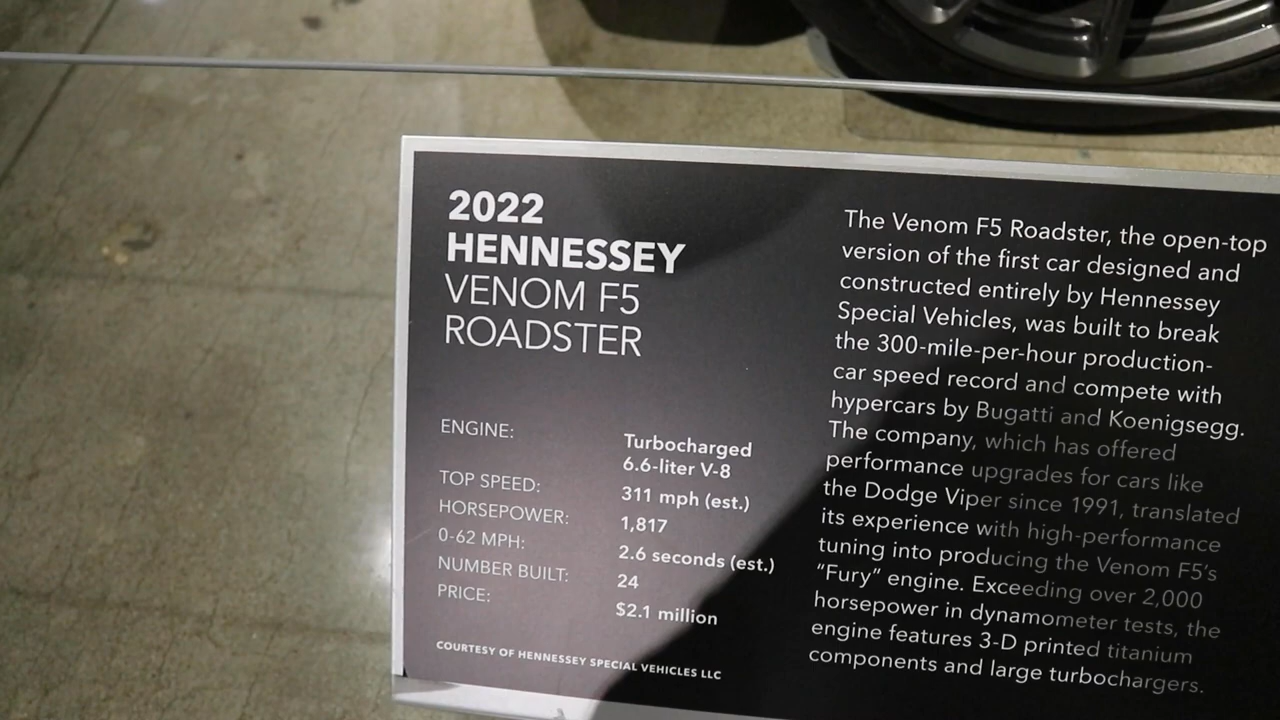 2022
HENNESSEY
VENOM F5
ROADSTER
ENGINE: Turbocharged
6.6-liter V-8
TOP SPEED: 311 mph (est.)
HORSEPOWER: 1,817
0-62 MPH: 2.6 seconds (est.)
NUMBER BUILT: 24
PRICE: $2.1 million
COURTESY OF HENNESSEY SPECIAL VEHICLES LLC
The Venom F5 Roadster, the open-top
version of the first car designed and
constructed entirely by Hennessey
Special Vehicles, was built to break
the 300-mile-per-hour production-
car speed record and compete with
hypercars by Bugatti and Koenigsegg.
The company, which has offered
performance upgrades for cars like
the Dodge Viper since 1991, translated
its experience with high-performance
tuning into producing the Venom F5's
"Fury" engine. Exceeding over 2,000
horsepower in dynamometer tests, the
engine features 3-D printed titanium
components and large turbochargers.